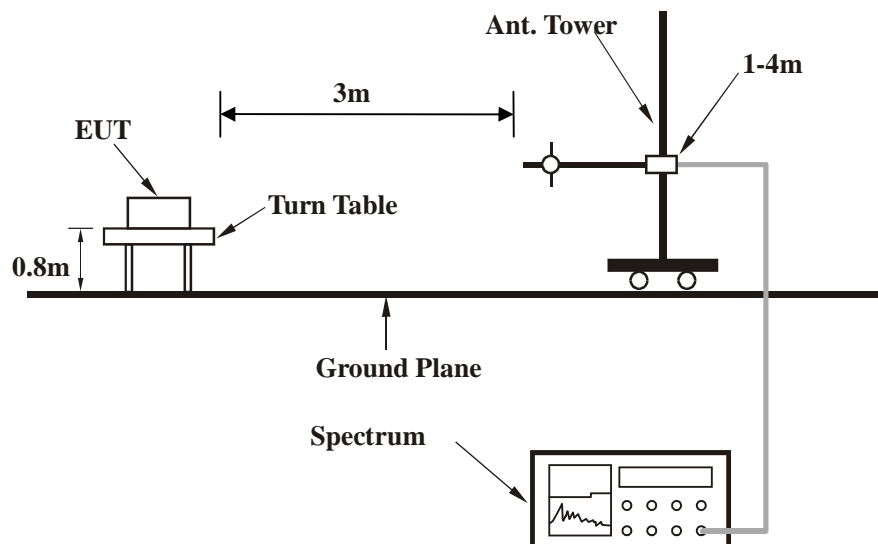 Ant. Tower
1-4m
3m
EUT
Turn Table
0.8m
Ground Plane
Spectrum